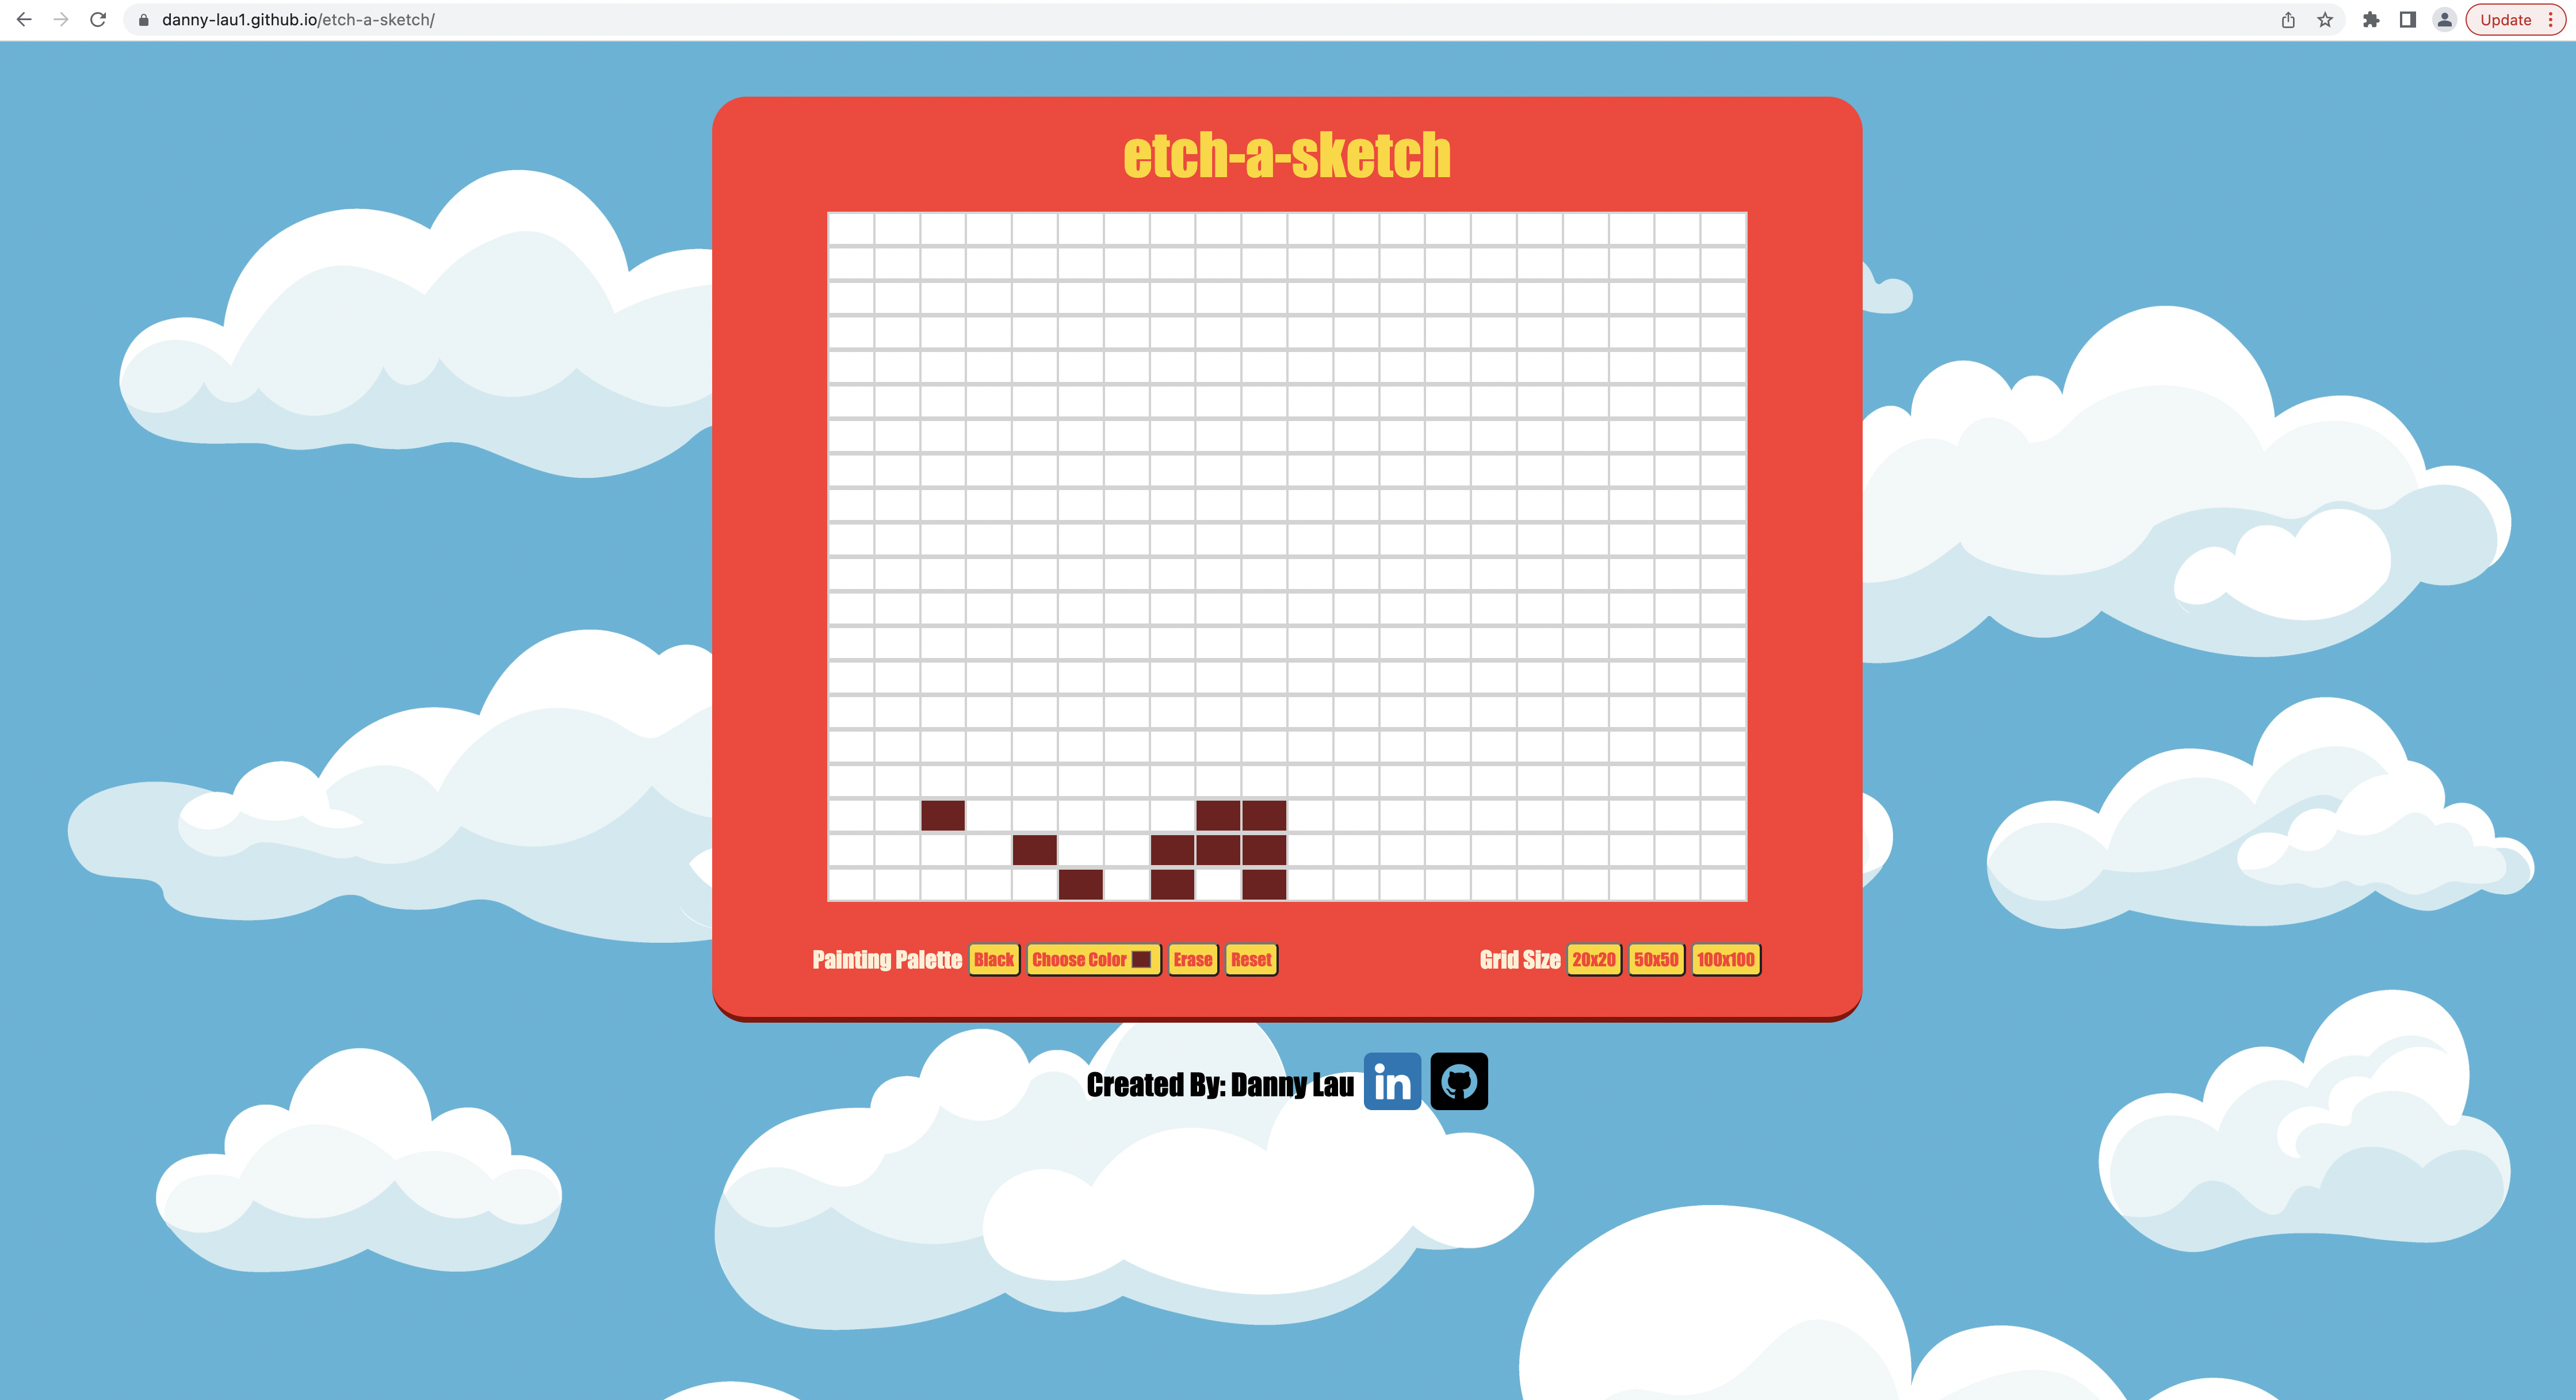 danny-lau1.github.io/etch-a-sketch/
Update
etch-a-sketch
Painting Palette Black Choose Color Erase Reset Grid Size 20x20 50x50 100x100
Created By: Danny Lau in